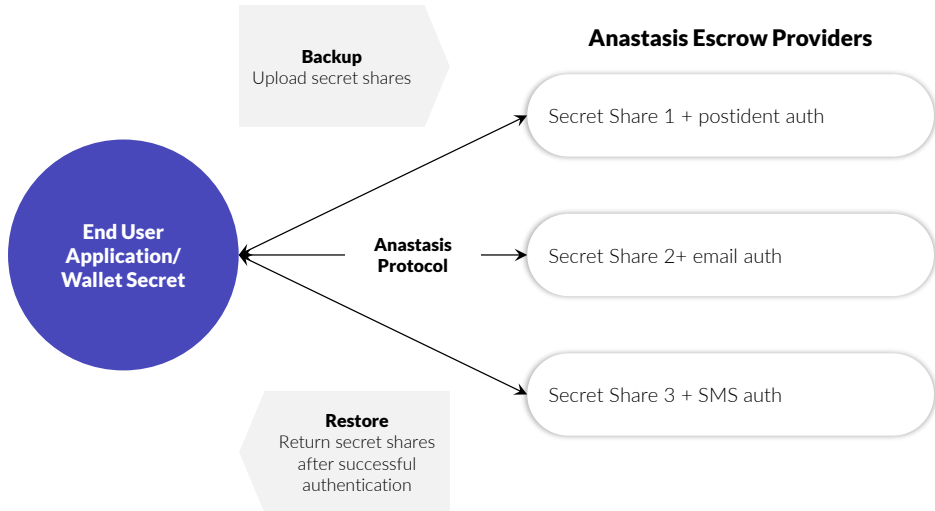 Anastasis Escrow Providers
Backup
Upload secret shares
Secret Share 1 + postident auth
End User
Application/
Wallet Secret
Anastasis
Protocol
Secret Share 2+ email auth
Secret Share 3 + SMS auth
Restore
Return secret shares
after successful
authentication